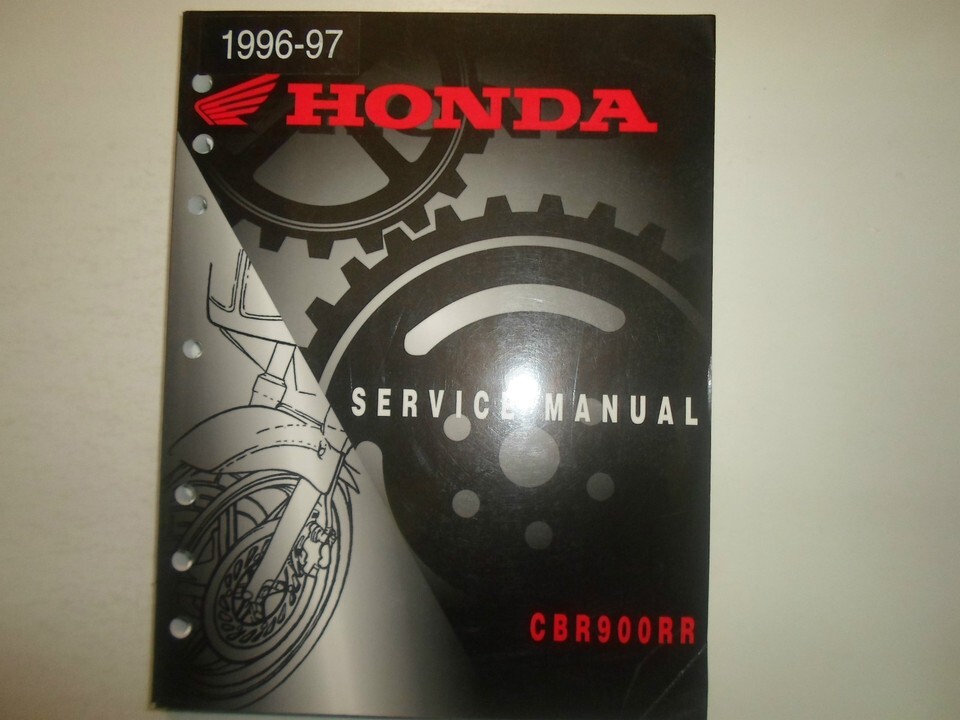 1996-97
HONDA
SERVICE MANUAL
CBR900RR